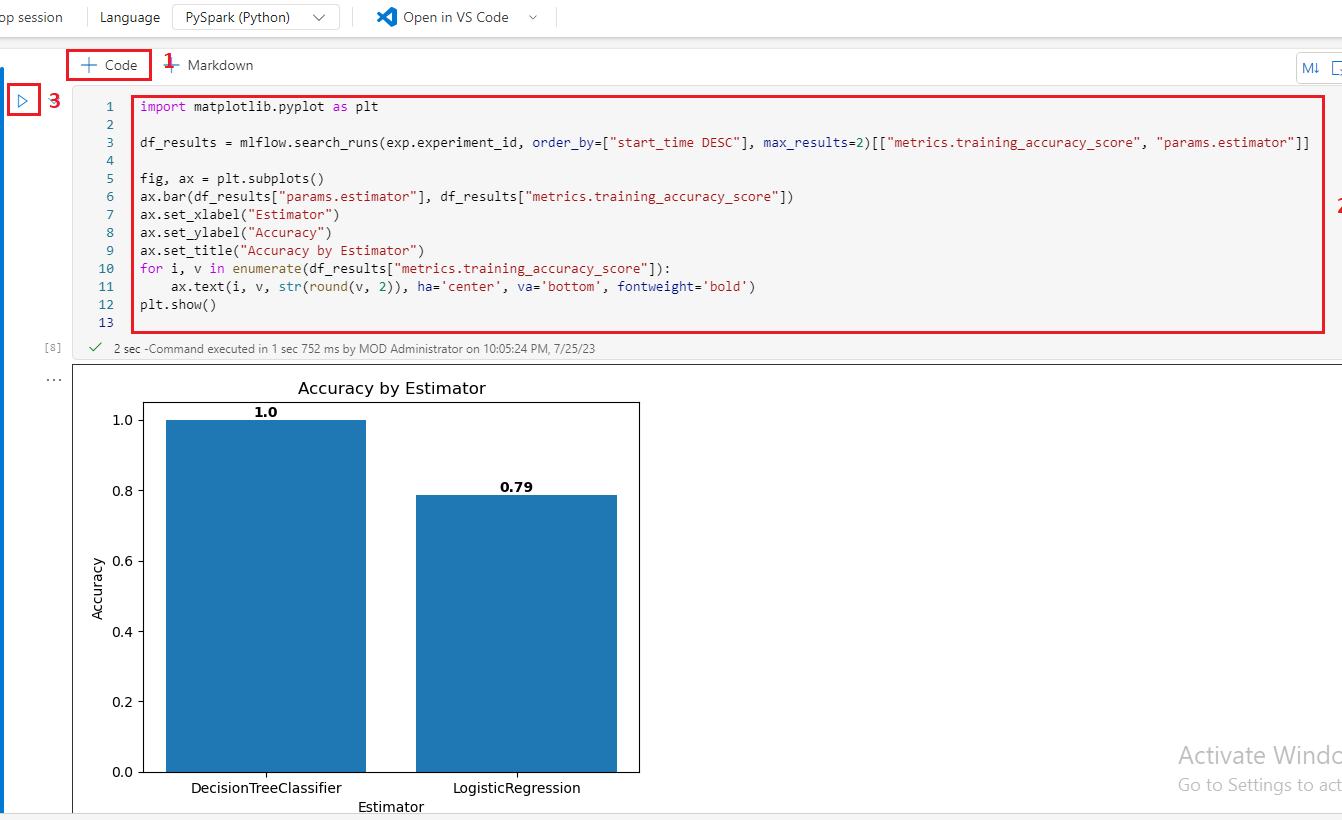 op session Language PySpark (Python) Open in VS Code
+ Code 1 + Markdown
M↓
3
1 import matplotlib.pyplot as plt
2
3 df_results = mlflow.search_runs(exp.experiment_id, order_by=["start_time DESC"], max_results=2)[["metrics.training_accuracy_score", "params.estimator"]]
4
5 fig, ax = plt.subplots()
6 ax.bar(df_results["params.estimator"], df_results["metrics.training_accuracy_score"])
7 ax.set_xlabel("Estimator")
8 ax.set_ylabel("Accuracy")
9 ax.set_title("Accuracy by Estimator")
10 for i, v in enumerate(df_results["metrics.training_accuracy_score"]):
11     ax.text(i, v, str(round(v, 2)), ha='center', va='bottom', fontweight='bold')
12 plt.show()
13
2
[8] 2 sec -Command executed in 1 sec 752 ms by MOD Administrator on 10:05:24 PM, 7/25/23
...
Accuracy by Estimator
1.0
0.79
1.0
0.8
0.6
0.4
0.2
0.0
Accuracy
DecisionTreeClassifier LogisticRegression
Estimator
Activate Windo
Go to Settings to act